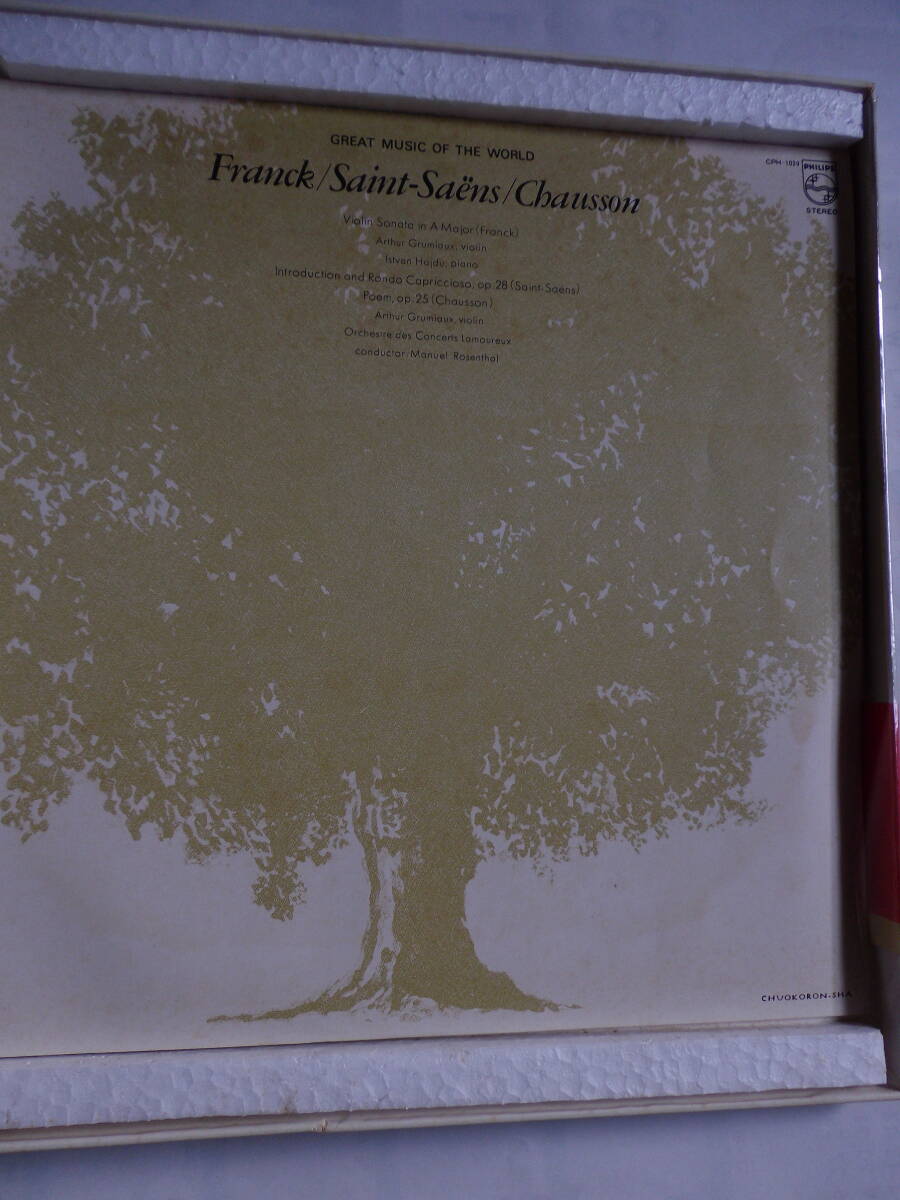 GREAT MUSIC OF THE WORLD
Franck/Saint-Saëns/Chausson
Violin Sonata in A Major (Franck)
Arthur Grumiaux, violin
Istvan Hajdu, piano
Introduction and Rondo Capriccioso, op. 28 (Saint-Saens)
Poem, op. 25 (Chausson)
Arthur Grumiaux, violin
Orchestre des Concerts Lamoureux
conductor: Manuel Rosenthal
PHILIPS
STEREO
CHUOKORON-SHA